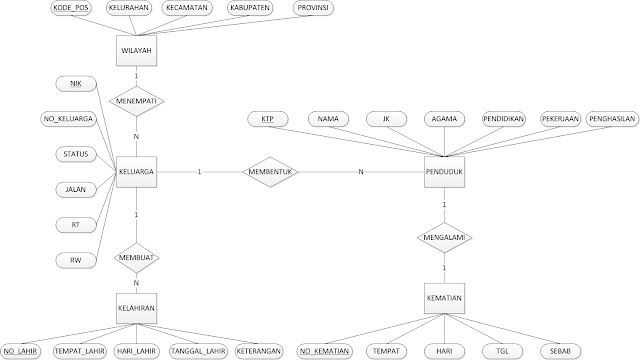 KODE_POS KELURAHAN KECAMATAN KABUPATEN PROVINSI
WILAYAH
1
MENEMPATI
N
NIK
NO_KELUARGA
STATUS
JALAN
RT
RW
KTP NAMA JK AGAMA PENDIDIKAN PEKERJAAN PENGHASILAN
KELUARGA 1 MEMBENTUK N PENDUDUK
1
MEMBUAT
N
KELAHIRAN
NO_LAHIR TEMPAT_LAHIR HARI_LAHIR TANGGAL_LAHIR KETERANGAN
1
MENGALAMI
1
KEMATIAN
NO_KEMATIAN TEMPAT HARI TGL SEBAB